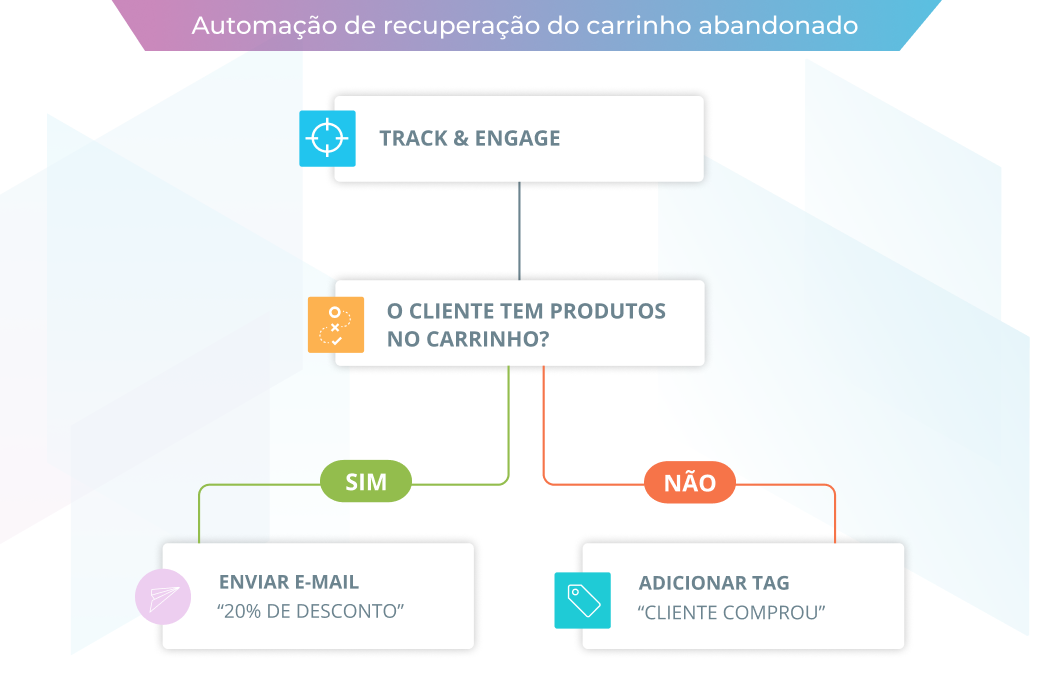 Automação de recuperação do carrinho abandonado
TRACK & ENGAGE
O CLIENTE TEM PRODUTOS
NO CARRINHO?
SIM
NÃO
ENVIAR E-MAIL
“20% DE DESCONTO”
ADICIONAR TAG
“CLIENTE COMPROU”